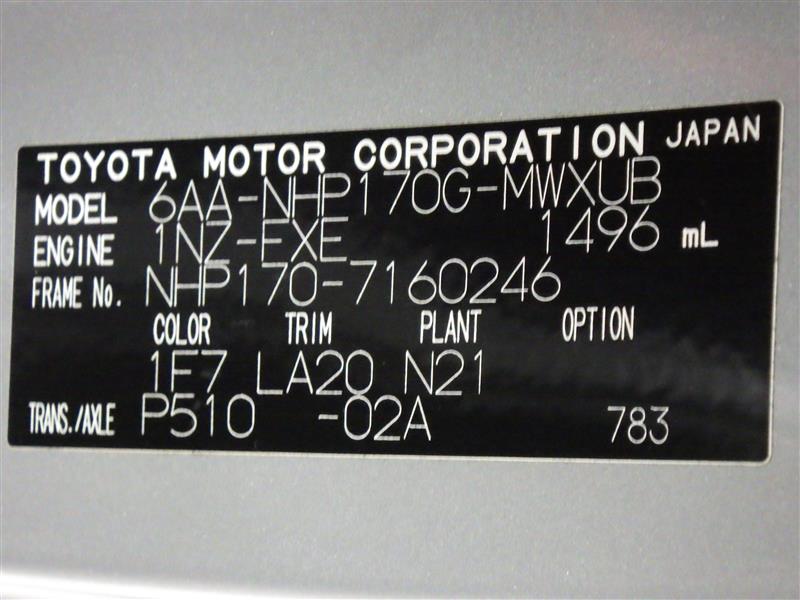 TOYOTA MOTOR CORPORATION JAPAN
MODEL 6AA-NHP170G-MWXUB
ENGINE 1NZ-FXE 1496 mL
FRAME No. NHP170-7160246
COLOR TRIM PLANT OPTION
1F7 LA20 N21
TRANS./AXLE P510 -02A 783